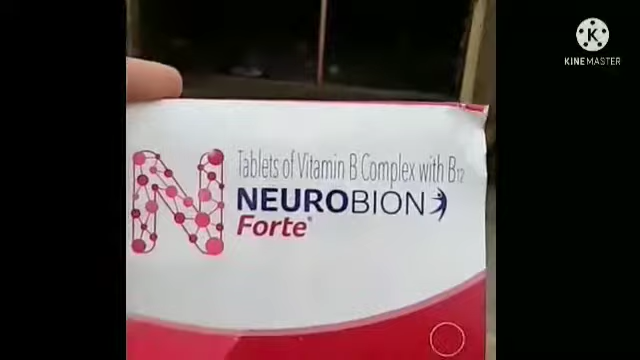 K
KINEMASTER
Tablets of Vitamin B Complex with B12
NEUROBION
Forte®